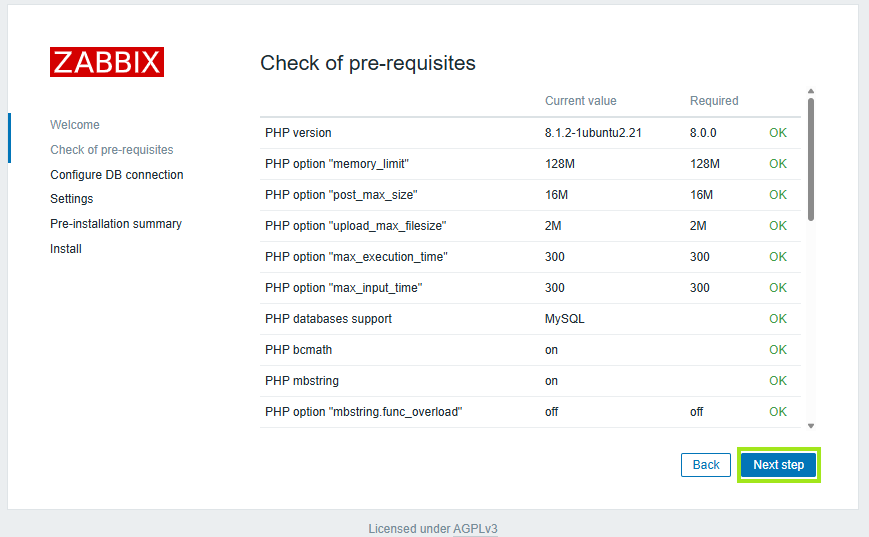 ZABBIX
Welcome
Check of pre-requisites
Configure DB connection
Settings
Pre-installation summary
Install
Check of pre-requisites
Current value Required
PHP version 8.1.2-1ubuntu2.21 8.0.0 OK
PHP option "memory_limit" 128M 128M OK
PHP option "post_max_size" 16M 16M OK
PHP option "upload_max_filesize" 2M 2M OK
PHP option "max_execution_time" 300 300 OK
PHP option "max_input_time" 300 300 OK
PHP databases support MySQL OK
PHP bcmath on OK
PHP mbstring on OK
PHP option "mbstring.func_overload" off off OK
Back Next step
Licensed under AGPLv3